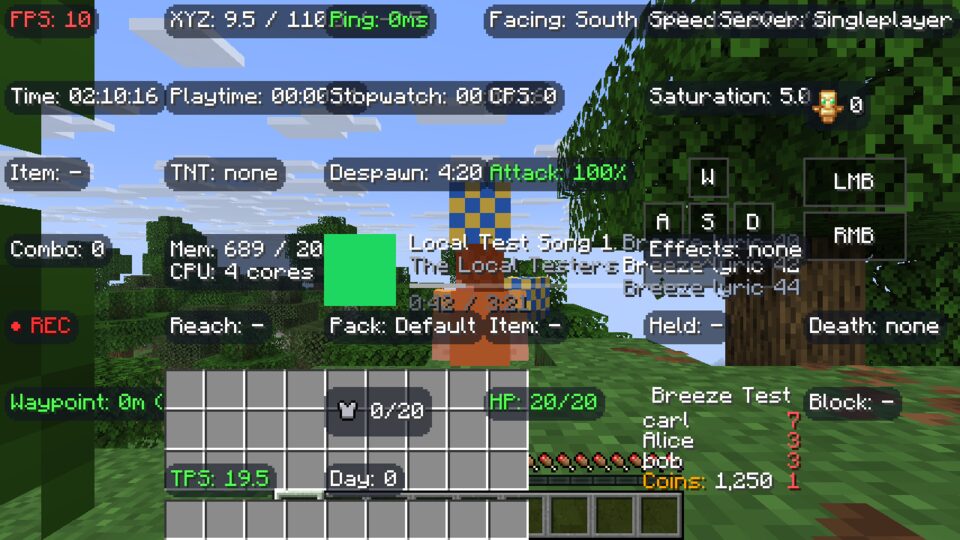 FPS: 10
XYZ: 9.5 / 110
Ping: 0ms
Facing: South
Speed
Server: Singleplayer
Time: 02:10:16
Playtime: 00:00
Stopwatch: 00
CPS: 0
Saturation: 5.0
0
Item: -
TNT: none
Despawn: 4:20
Attack: 100%
W
LMB
A S D
RMB
Combo: 0
Mem: 689 / 20
CPU: 4 cores
Local Test Song 1.
The Local Testers
0:42 / 3:21
Effects: none
Breeze lyric 42
Breeze lyric 44
REC
Reach: -
Pack: Default
Item: -
Held: -
Death: none
Waypoint: 0m (
0/20
HP: 20/20
Breeze Test
carl 7
Alice 3
bob 3
Coins: 1,250 1
Block: -
TPS: 19.5
Day: 0